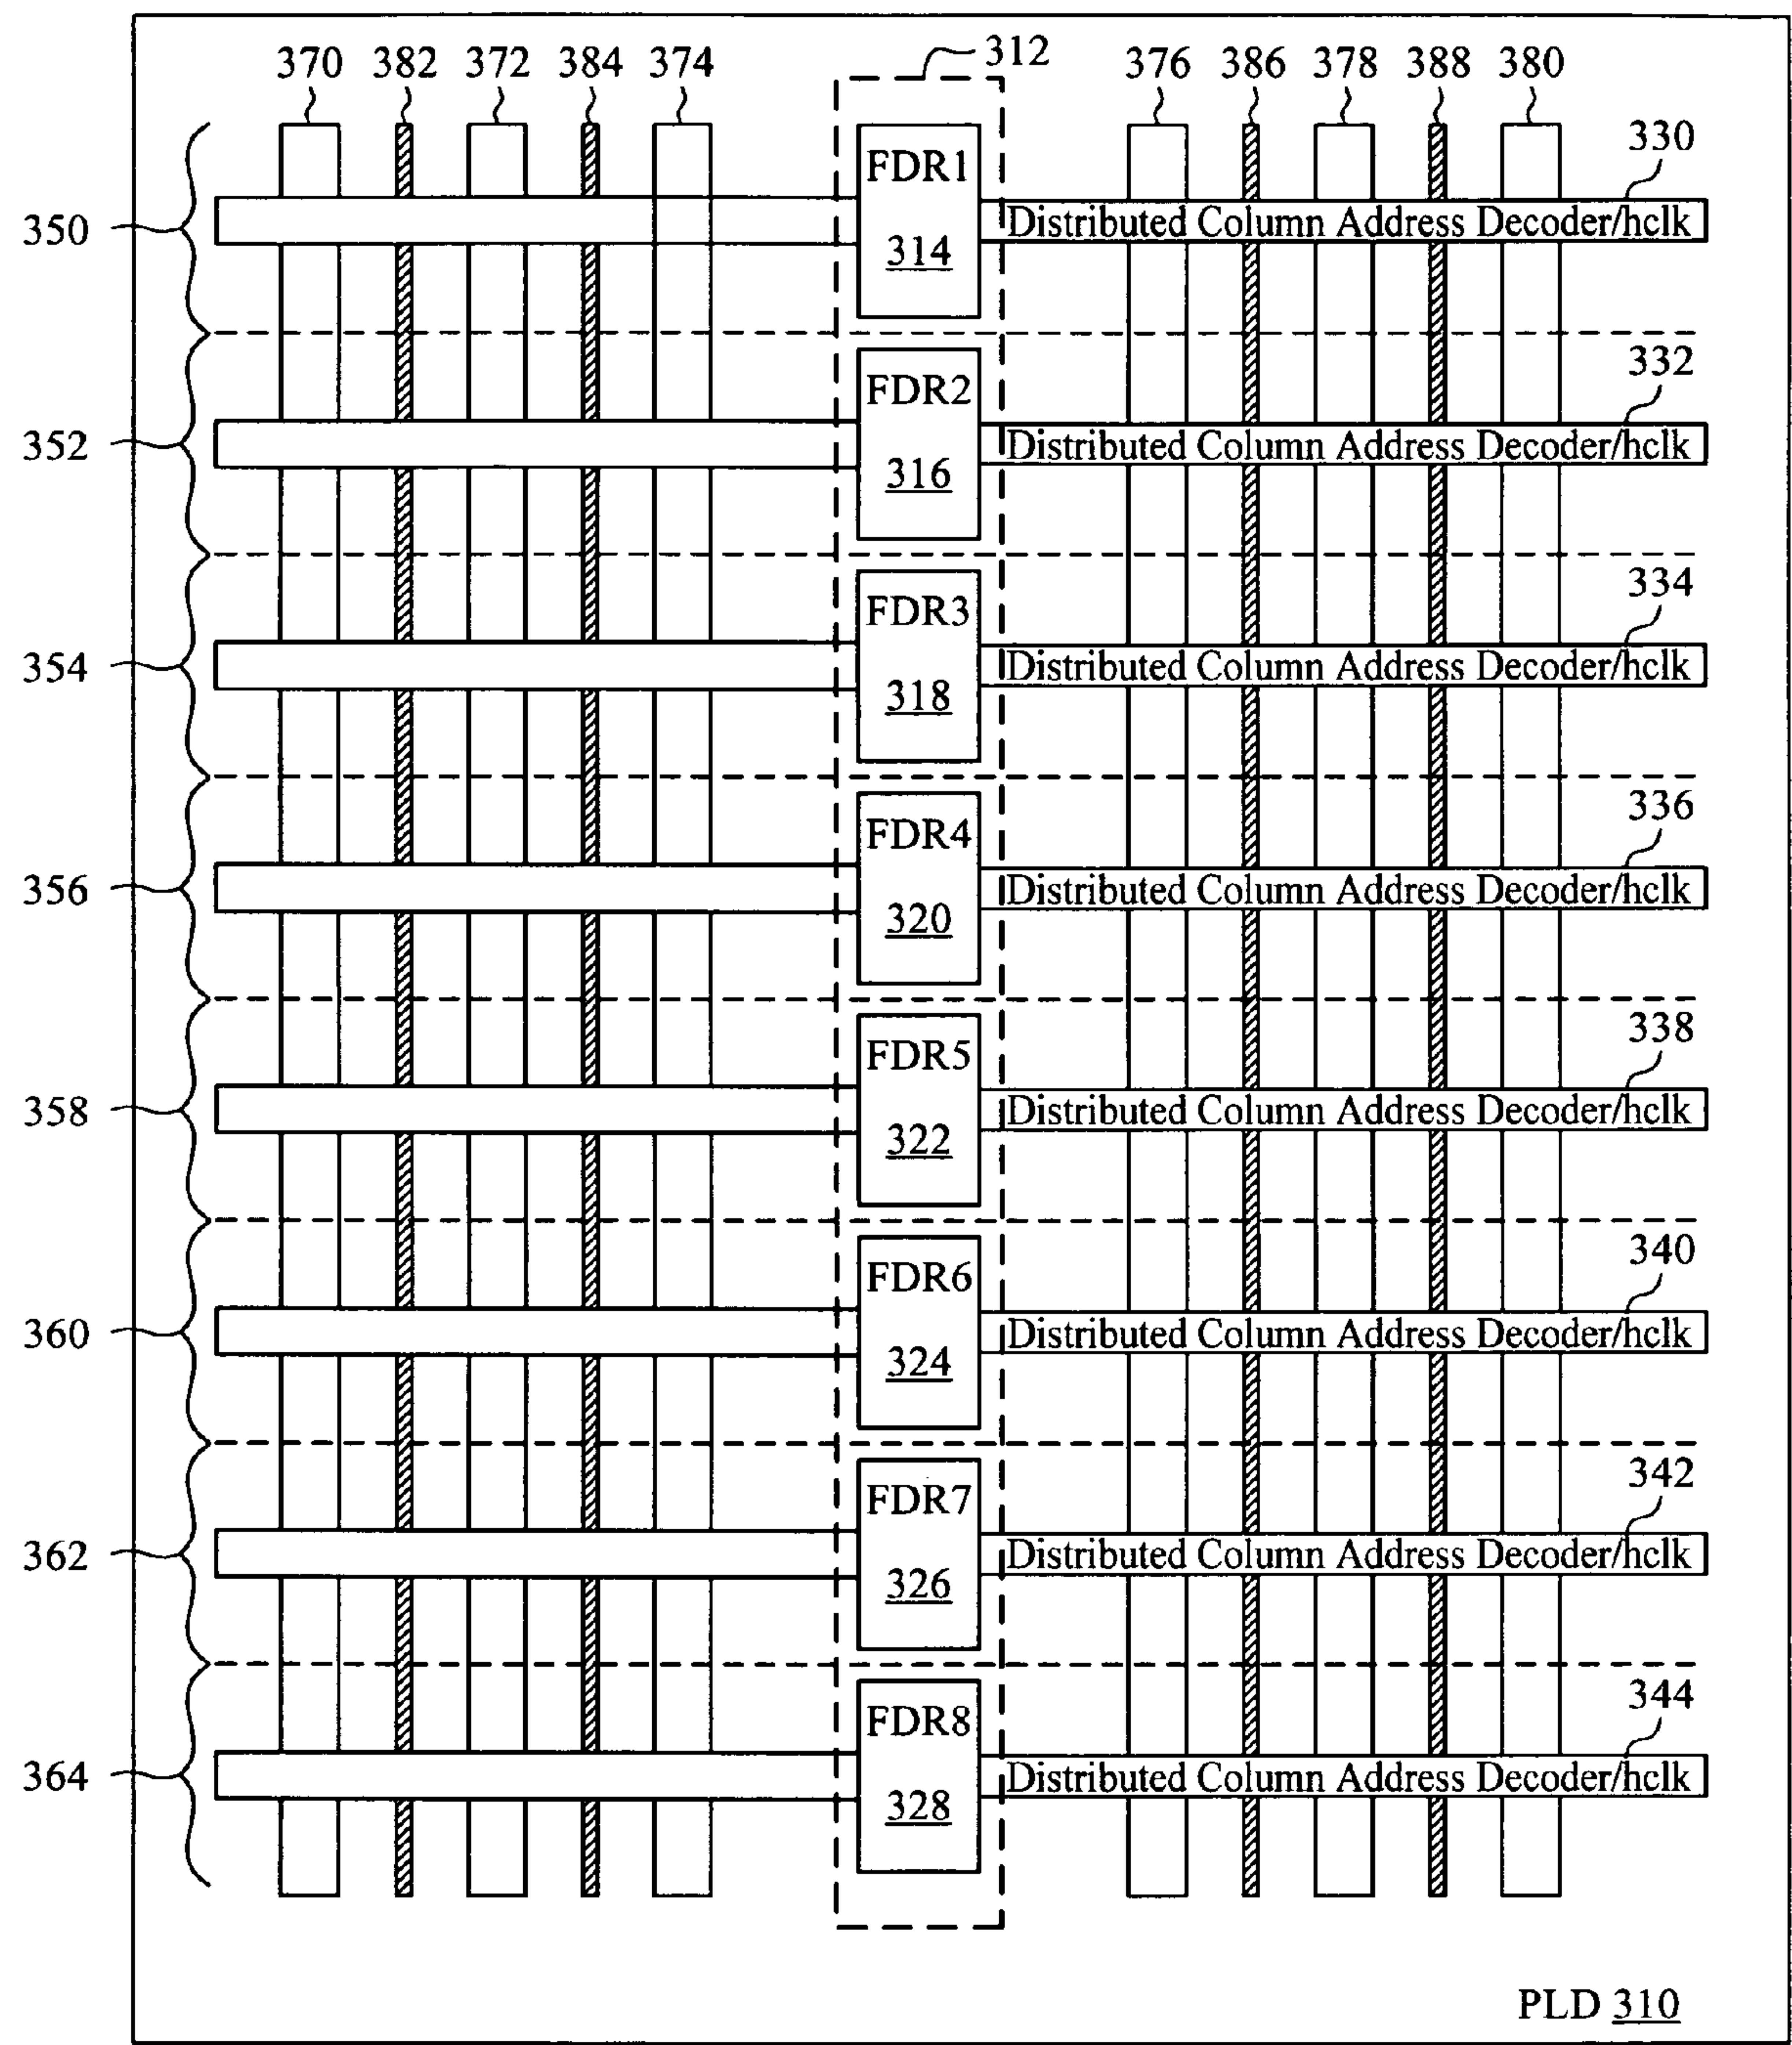 312
370 382 372 384 374 376 386 378 388 380
330
FDR1
350
314
Distributed Column Address Decoder/hclk
332
FDR2
352
316
Distributed Column Address Decoder/hclk
334
FDR3
354
318
Distributed Column Address Decoder/hclk
336
FDR4
356
320
Distributed Column Address Decoder/hclk
338
FDR5
358
322
Distributed Column Address Decoder/hclk
340
FDR6
360
324
Distributed Column Address Decoder/hclk
342
FDR7
362
326
Distributed Column Address Decoder/hclk
344
FDR8
364
328
Distributed Column Address Decoder/hclk
PLD 310